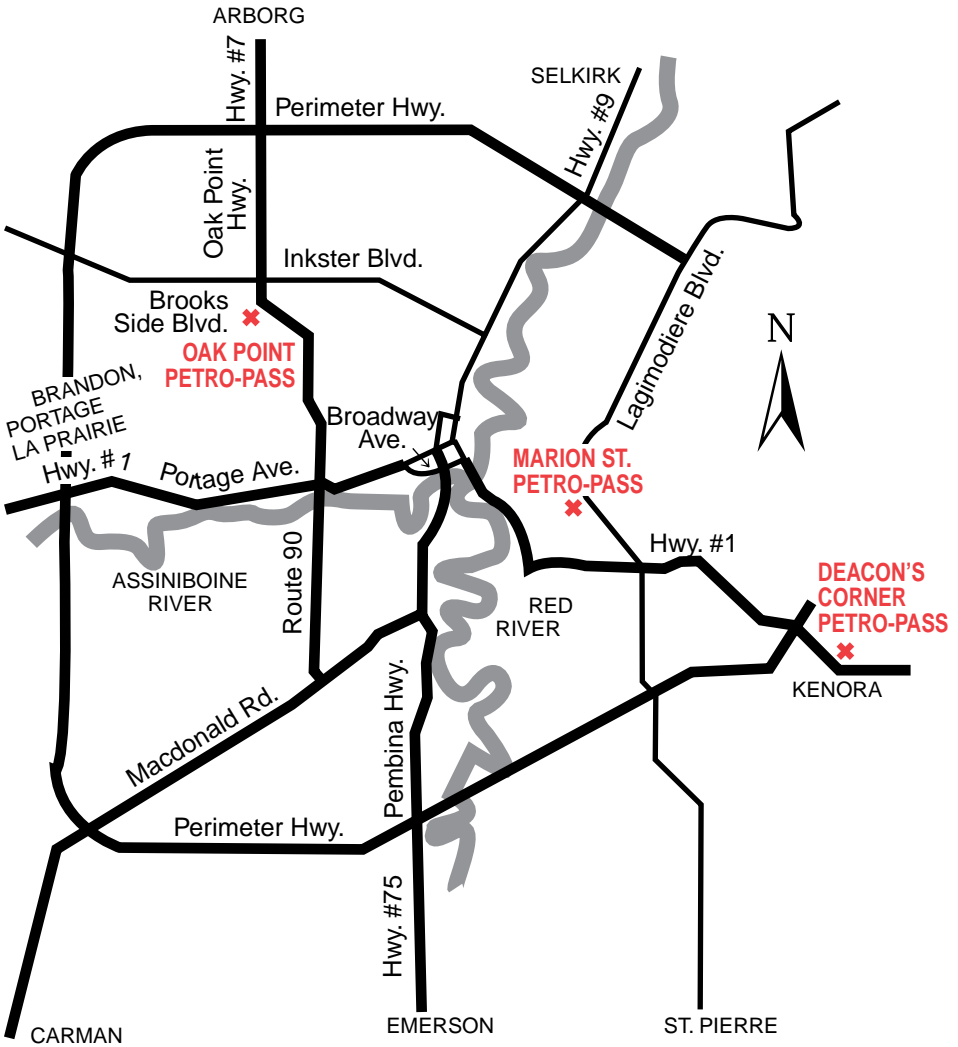 ARBORG
Hwy. #7
SELKIRK
Hwy. #9
Perimeter Hwy.
Oak Point
Hwy.
Inkster Blvd.
Lagimodiere Blvd.
Brooks
Side Blvd.
OAK POINT
PETRO-PASS
N
BRANDON,
PORTAGE
LA PRAIRIE
Hwy. #1
Portage Ave.
Broadway
Ave.
MARION ST.
PETRO-PASS
Hwy. #1
ASSINIBOINE
RIVER
Route 90
RED
RIVER
DEACON'S
CORNER
PETRO-PASS
KENORA
Macdonald Rd.
Pembina Hwy.
Perimeter Hwy.
Hwy. #75
CARMAN
EMERSON
ST. PIERRE